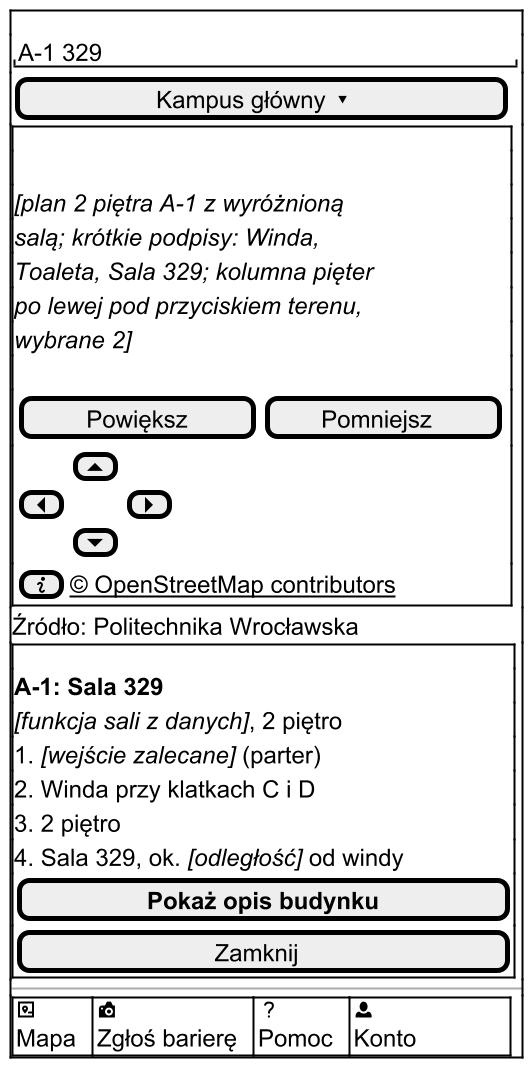 A-1 329
Kampus główny ▾
[plan 2 piętra A-1 z wyróżnioną
salą; krótkie podpisy: Winda,
Toaleta, Sala 329; kolumna pięter
po lewej pod przyciskiem terenu,
wybrane 2]
Powiększ Pomniejsz
i © OpenStreetMap contributors
Źródło: Politechnika Wrocławska
A-1: Sala 329
[funkcja sali z danych], 2 piętro
1. [wejście zalecane] (parter)
2. Winda przy klatkach C i D
3. 2 piętro
4. Sala 329, ok. [odległość] od windy
Pokaż opis budynku
Zamknij
?
Mapa Zgłoś barierę Pomoc Konto